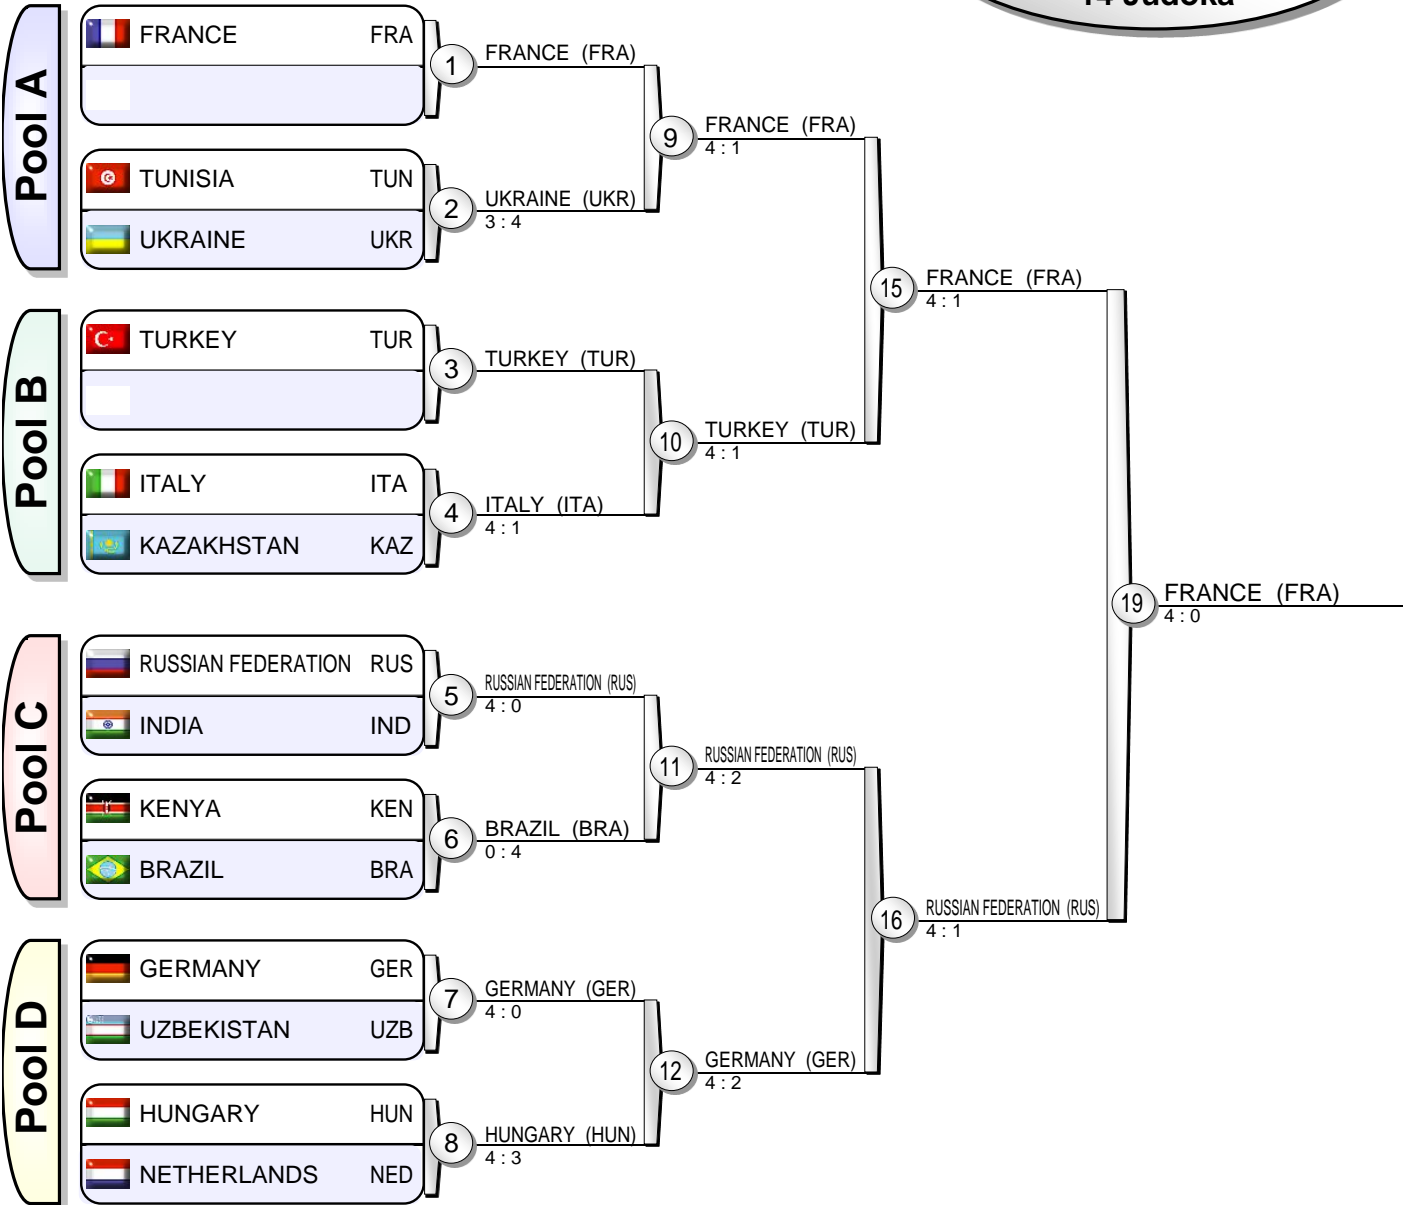 14 Judoka
Pool A
FRANCE FRA
1
FRANCE (FRA)
TUNISIA TUN
UKRAINE UKR
2
UKRAINE (UKR)
3 : 4
9
FRANCE (FRA)
4 : 1
Pool B
TURKEY TUR
3
TURKEY (TUR)
ITALY ITA
KAZAKHSTAN KAZ
4
ITALY (ITA)
4 : 1
10
TURKEY (TUR)
4 : 1
15
FRANCE (FRA)
4 : 1
Pool C
RUSSIAN FEDERATION RUS
INDIA IND
5
RUSSIAN FEDERATION (RUS)
4 : 0
KENYA KEN
BRAZIL BRA
6
BRAZIL (BRA)
0 : 4
11
RUSSIAN FEDERATION (RUS)
4 : 2
Pool D
GERMANY GER
UZBEKISTAN UZB
7
GERMANY (GER)
4 : 0
HUNGARY HUN
NETHERLANDS NED
8
HUNGARY (HUN)
4 : 3
12
GERMANY (GER)
4 : 2
16
RUSSIAN FEDERATION (RUS)
4 : 1
19
FRANCE (FRA)
4 : 0